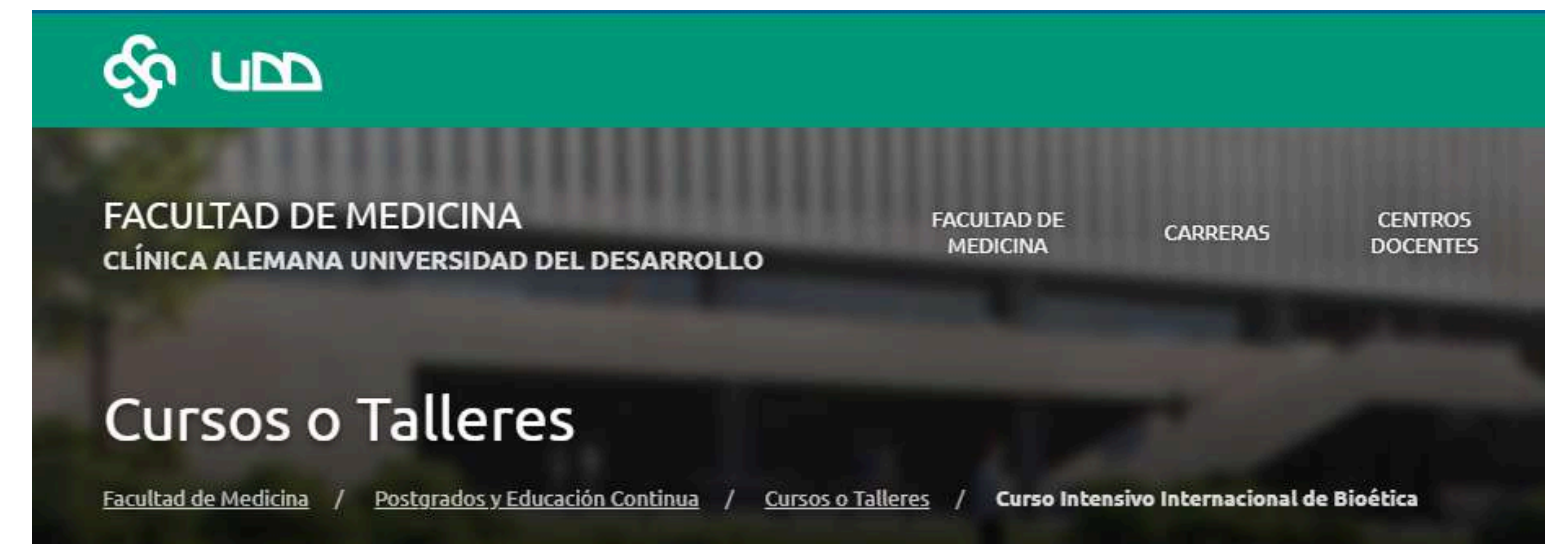 UDD
FACULTAD DE MEDICINA
CLÍNICA ALEMANA UNIVERSIDAD DEL DESARROLLO
FACULTAD DE
MEDICINA
CARRERAS
CENTROS
DOCENTES
Cursos o Talleres
Facultad de Medicina / Postgrados y Educación Continua / Cursos o Talleres / Curso Intensivo Internacional de Bioética